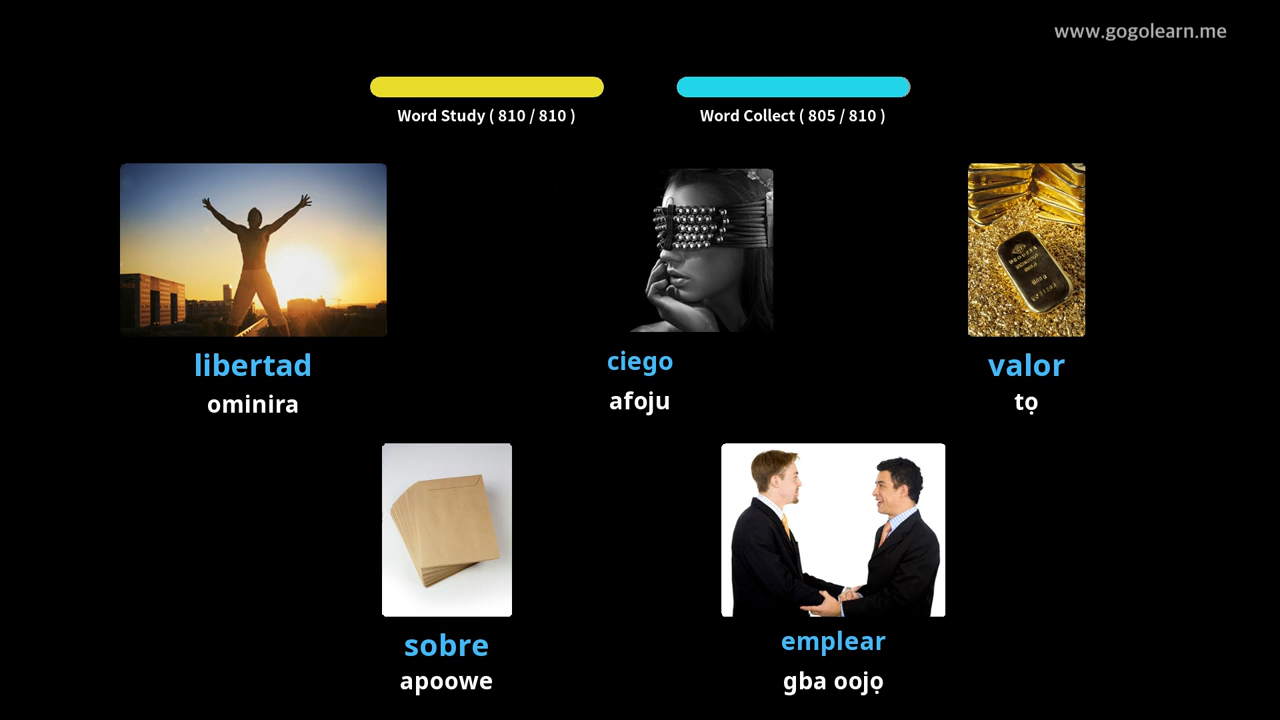 www.gogolearn.me
Word Study ( 810 / 810 )
Word Collect ( 805 / 810 )
libertad
ominira
ciego
afoju
valor
tọ
sobre
apoowe
emplear
gba oojọ